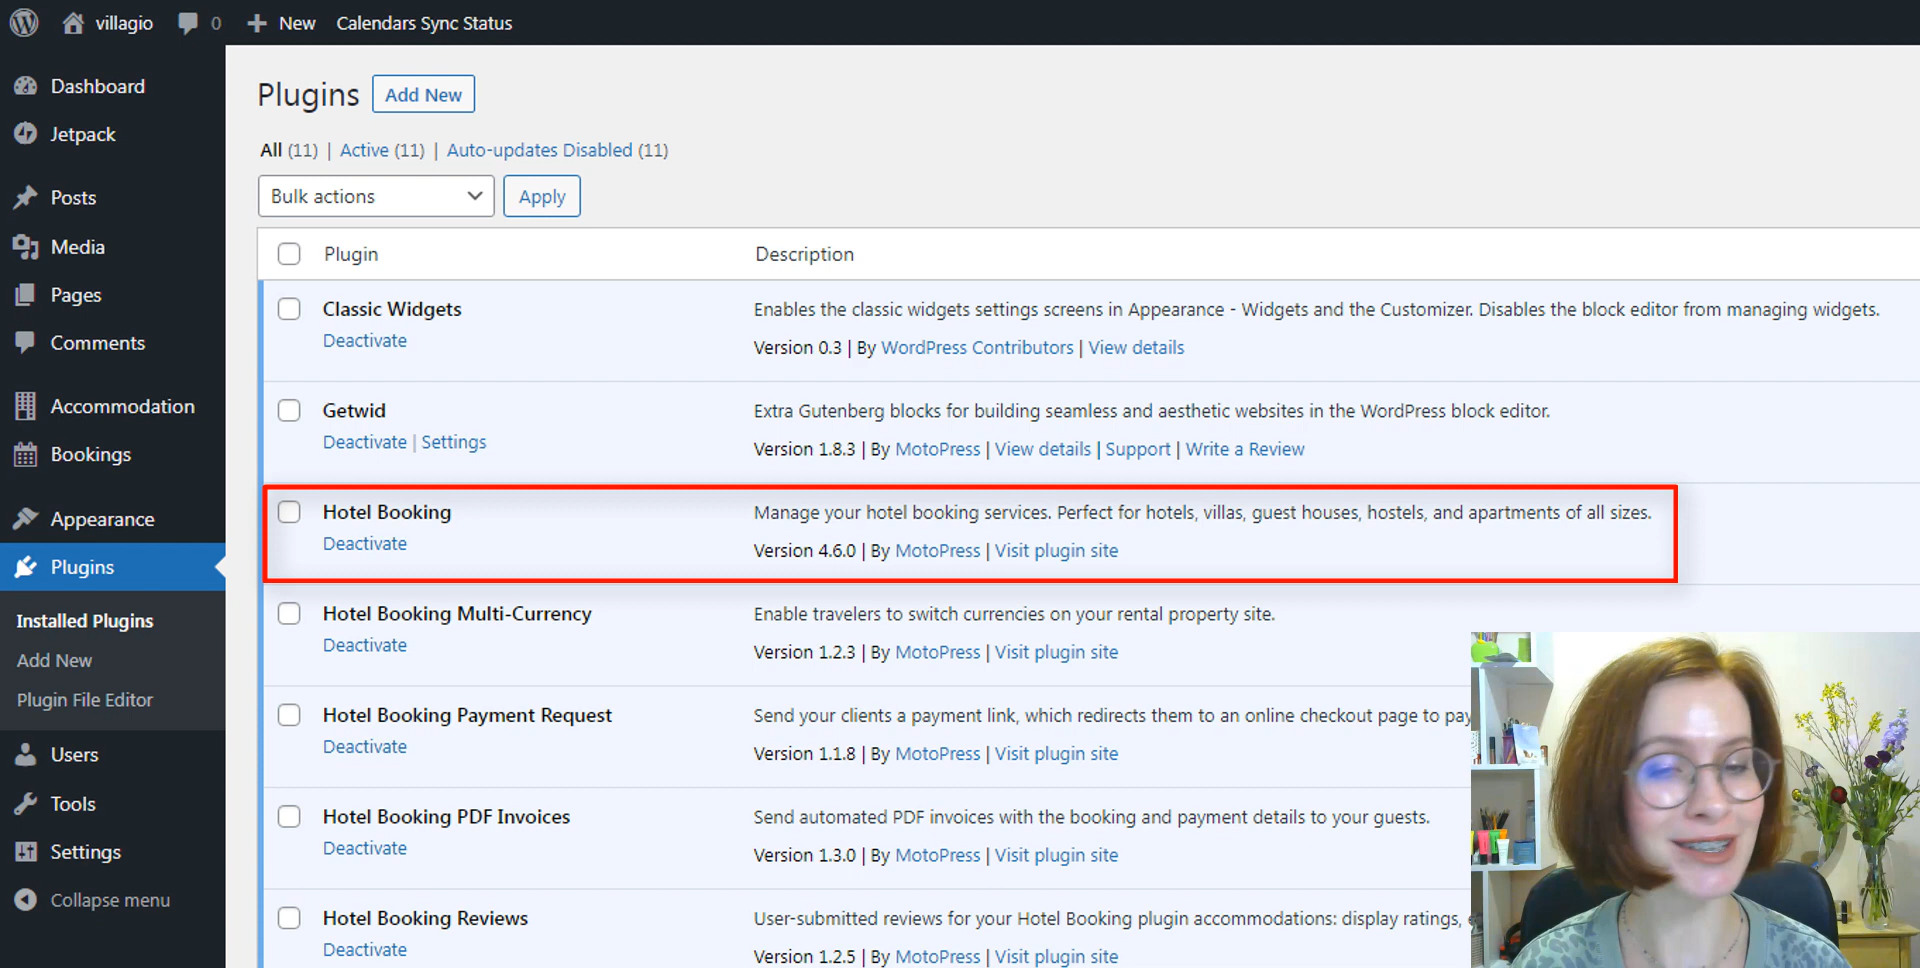 villagio 0 New Calendars Sync Status
Dashboard
Jetpack
Posts
Media
Pages
Comments
Accommodation
Bookings
Appearance
Plugins
Installed Plugins
Add New
Plugin File Editor
Users
Tools
Settings
Collapse menu
Plugins Add New
All (11) | Active (11) | Auto-updates Disabled (11)
Bulk actions Apply
Plugin Description
Classic Widgets Enables the classic widgets settings screens in Appearance - Widgets and the Customizer. Disables the block editor from managing widgets.
Deactivate Version 0.3 | By WordPress Contributors | View details
Getwid Extra Gutenberg blocks for building seamless and aesthetic websites in the WordPress block editor.
Deactivate | Settings Version 1.8.3 | By MotoPress | View details | Support | Write a Review
Hotel Booking Manage your hotel booking services. Perfect for hotels, villas, guest houses, hostels, and apartments of all sizes.
Deactivate Version 4.6.0 | By MotoPress | Visit plugin site
Hotel Booking Multi-Currency Enable travelers to switch currencies on your rental property site.
Deactivate Version 1.2.3 | By MotoPress | Visit plugin site
Hotel Booking Payment Request Send your clients a payment link, which redirects them to an online checkout page to pay
Deactivate Version 1.1.8 | By MotoPress | Visit plugin site
Hotel Booking PDF Invoices Send automated PDF invoices with the booking and payment details to your guests.
Deactivate Version 1.3.0 | By MotoPress | Visit plugin site
Hotel Booking Reviews User-submitted reviews for your Hotel Booking plugin accommodations: display ratings,
Deactivate Version 1.2.5 | By MotoPress | Visit plugin site